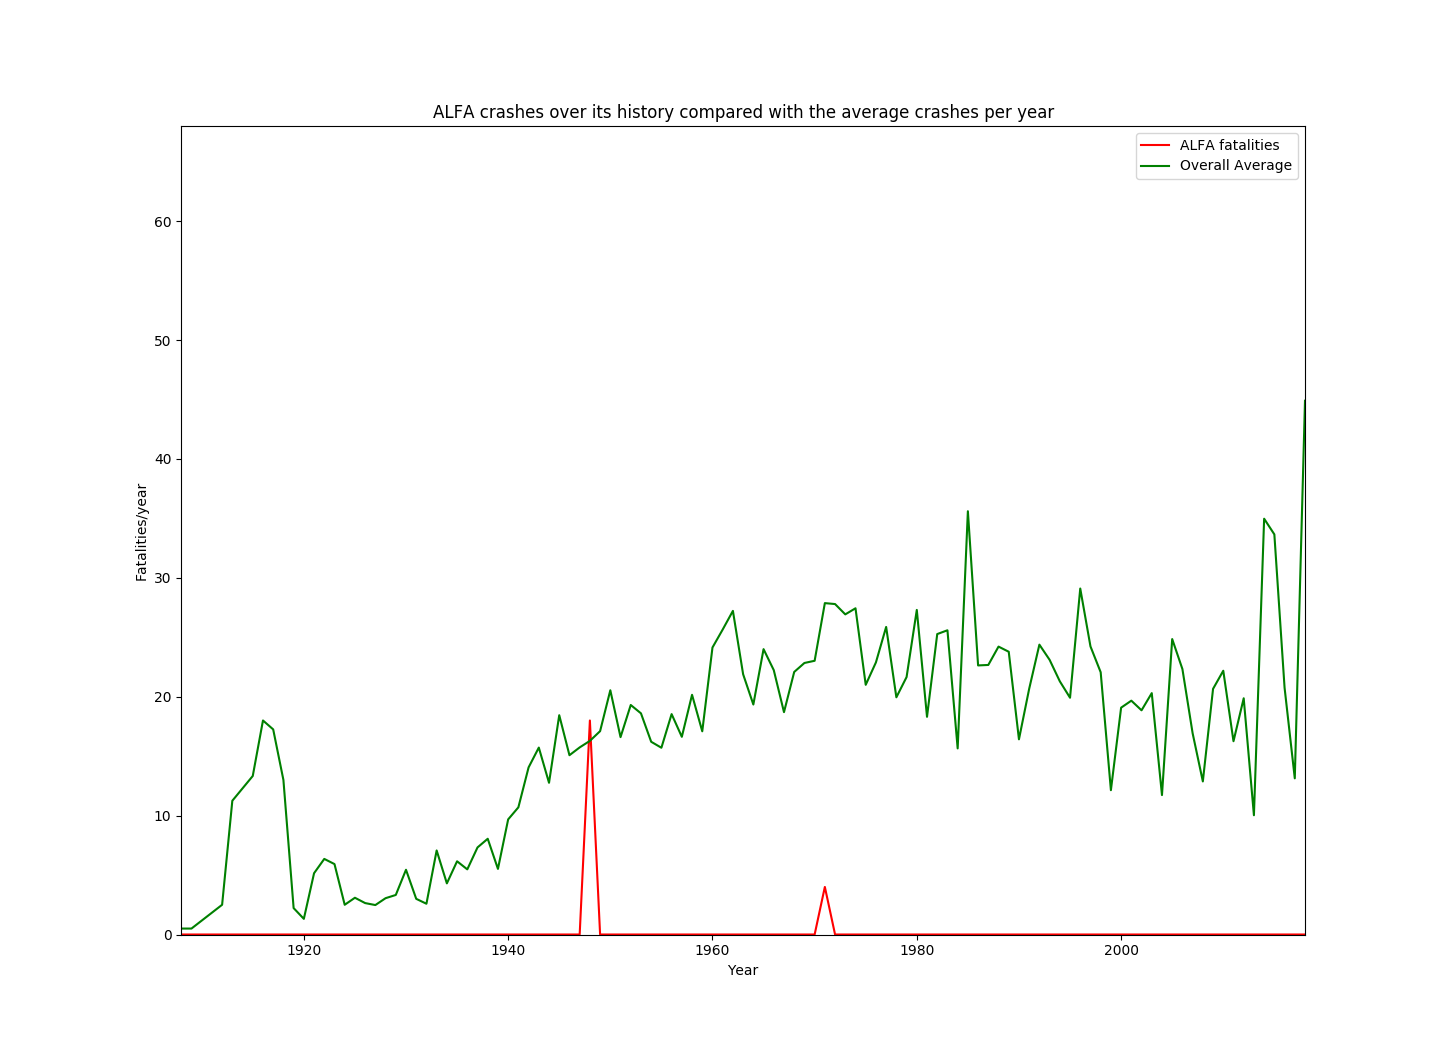 ALFA crashes over its history compared with the average crashes per year
ALFA fatalities
Overall Average
60
50
40
30
20
10
0
Fatalities/year
1920 1940 1960 1980 2000
Year